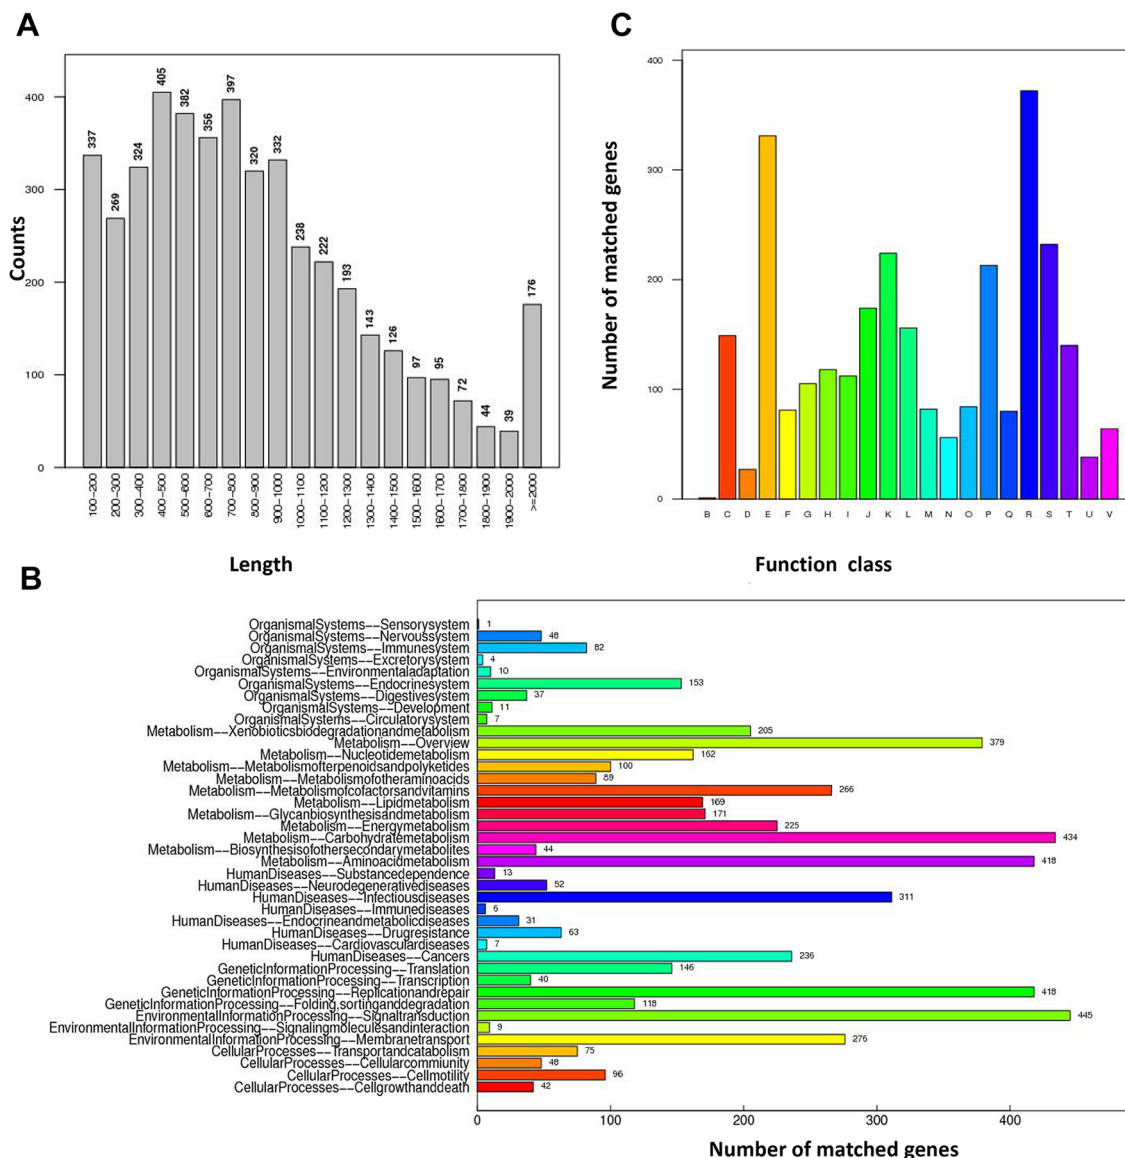 A
400
300
200
100
0
Counts
337
269
324
405
382
356
397
320
332
238
222
193
143
126
97
95
72
44
39
176
100−200
200−300
300−400
400−500
500−600
600−700
700−800
800−900
900−1000
1000−1100
1100−1200
1200−1300
1300−1400
1400−1500
1500−1600
1600−1700
1700−1800
1800−1900
1900−2000
>=2000
Length
C
400
300
200
100
0
Number of matched genes
B C D E F G H I J K L M N O P Q R S T U V
Function class
B
OrganismalSystems−−Sensorysystem 1
OrganismalSystems−−Nervoussystem 48
OrganismalSystems−−Immunesystem 82
OrganismalSystems−−Excretorysystem 4
OrganismalSystems−−Environmentaladaptation 10
OrganismalSystems−−Endocrinesystem 153
OrganismalSystems−−Digestivesystem 37
OrganismalSystems−−Development 11
OrganismalSystems−−Circulatorysystem 7
Metabolism−−Xenobioticsbiodegradationandmetabolism 205
Metabolism−−Overview 379
Metabolism−−Nucleotidemetabolism 162
Metabolism−−Metabolismofterpenoidsandpolyketides 100
Metabolism−−Metabolismofotheraminoacids 89
Metabolism−−Metabolismofcofactorsandvitamins 266
Metabolism−−Lipidmetabolism 169
Metabolism−−Glycanbiosynthesisandmetabolism 171
Metabolism−−Energymetabolism 225
Metabolism−−Carbohydratemetabolism 434
Metabolism−−Biosynthesisofothersecondarymetabolites 44
Metabolism−−Aminoacidmetabolism 418
HumanDiseases−−Substancedependence 13
HumanDiseases−−Neurodegenerativediseases 52
HumanDiseases−−Infectiousdiseases 311
HumanDiseases−−Immunediseases 6
HumanDiseases−−Endocrineandmetabolicdiseases 31
HumanDiseases−−Drugresistance 63
HumanDiseases−−Cardiovasculardiseases 7
HumanDiseases−−Cancers 236
GeneticInformationProcessing−−Translation 146
GeneticInformationProcessing−−Transcription 40
GeneticInformationProcessing−−Replicationandrepair 418
GeneticInformationProcessing−−Folding,sortinganddegradation 118
EnvironmentalInformationProcessing−−Signaltransduction 445
EnvironmentalInformationProcessing−−Signalingmoleculesandinteraction 9
EnvironmentalInformationProcessing−−Membranetransport 276
CellularProcesses−−Transportandcatabolism 75
CellularProcesses−−Cellularcommiunity 48
CellularProcesses−−Cellmotility 96
CellularProcesses−−Cellgrowthanddeath 42
0 100 200 300 400
Number of matched genes